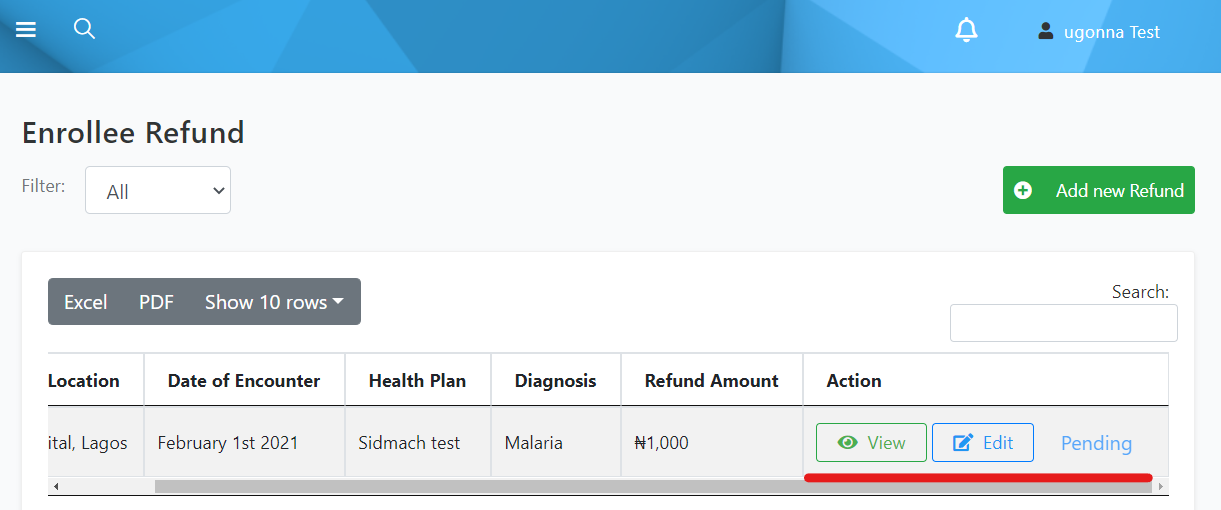 ugonna Test
Enrollee Refund
Filter: All
Add new Refund
Excel PDF Show 10 rows
Search:
Location Date of Encounter Health Plan Diagnosis Refund Amount Action
ital, Lagos February 1st 2021 Sidmach test Malaria ₦1,000 View Edit Pending